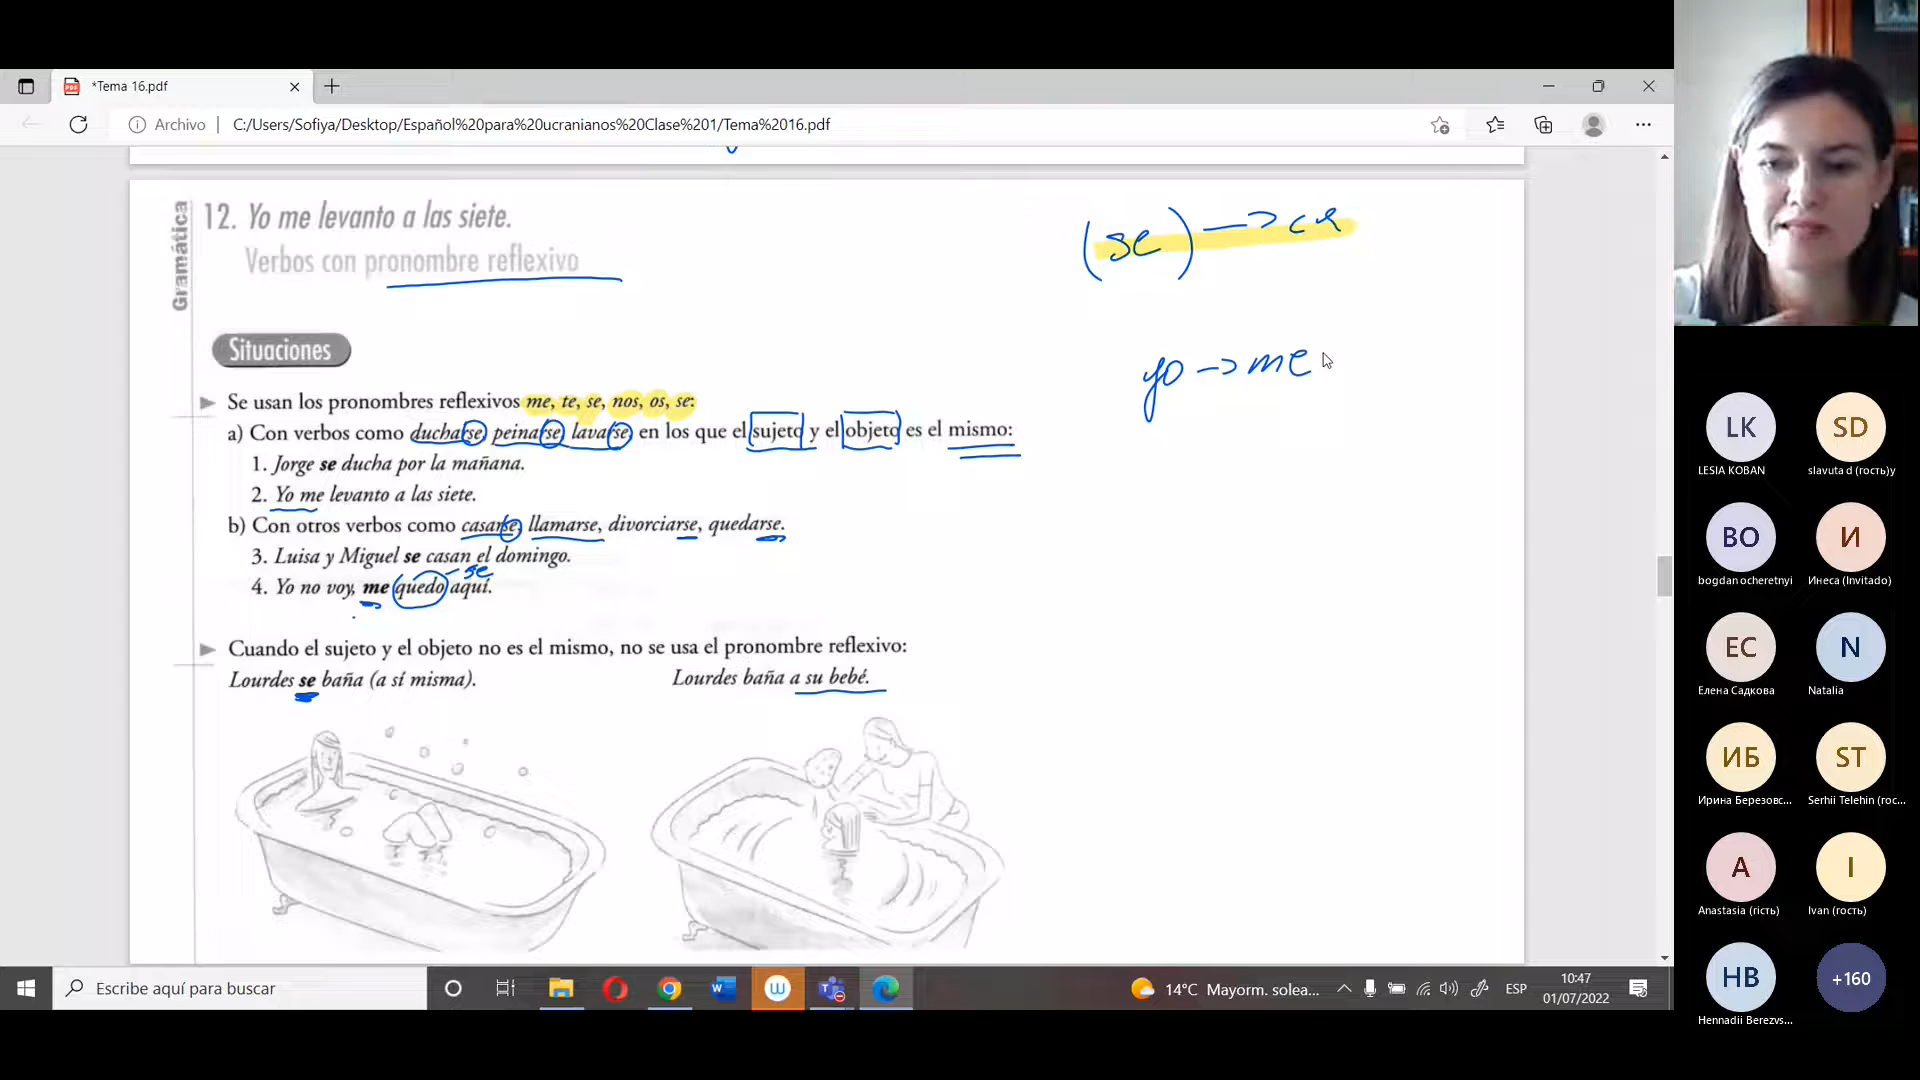 *Tema 16.pdf
Archivo
C:/Users/Sofiya/Desktop/Español%20para%20ucranianos%20Clase%201/Tema%2016.pdf
Gramática
12. Yo me levanto a las siete.
Verbos con pronombre reflexivo
(se) → ся
yo → me
Situaciones
Se usan los pronombres reflexivos me, te, se, nos, os, se:
a) Con verbos como ducharse, peinarse, lavarse, en los que el sujeto y el objeto es el mismo:
1. Jorge se ducha por la mañana.
2. Yo me levanto a las siete.
b) Con otros verbos como casarse, llamarse, divorciarse, quedarse.
3. Luisa y Miguel se casan el domingo.
se
4. Yo no voy, me quedo aquí.
Cuando el sujeto y el objeto no es el mismo, no se usa el pronombre reflexivo:
Lourdes se baña (a sí misma).
Lourdes baña a su bebé.
LK
LESIA KOBAN
SD
slavuta d (гость)y
BO
bogdan ocheretnyi
И
Инеса (Invitado)
EC
Елена Садкова
N
Natalia
ИБ
Ирина Березовс...
ST
Serhii Telehin (гос...
A
Anastasia (гість)
I
Ivan (гость)
HB
Hennadii Berezvs...
+160
Escribe aquí para buscar
14°C Mayorm. solea...
ESP
10:47
01/07/2022